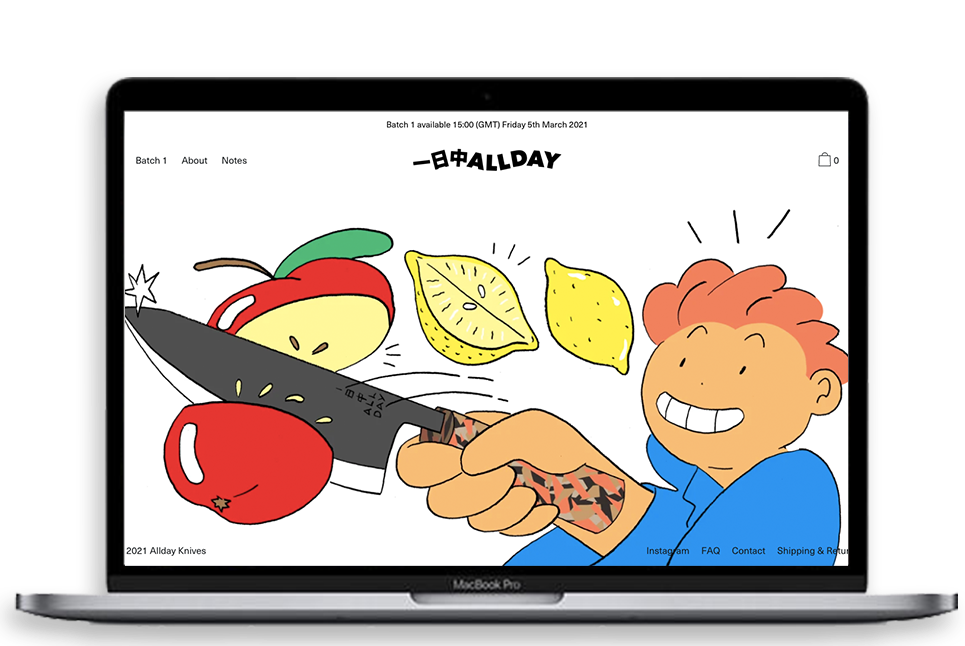 Batch 1 available 15:00 (GMT) Friday 5th March 2021
Batch 1 About Notes
一日中ALLDAY
0
一日中
ALL
DAY
2021 Allday Knives
Instagram FAQ Contact Shipping & Retur
MacBook Pro